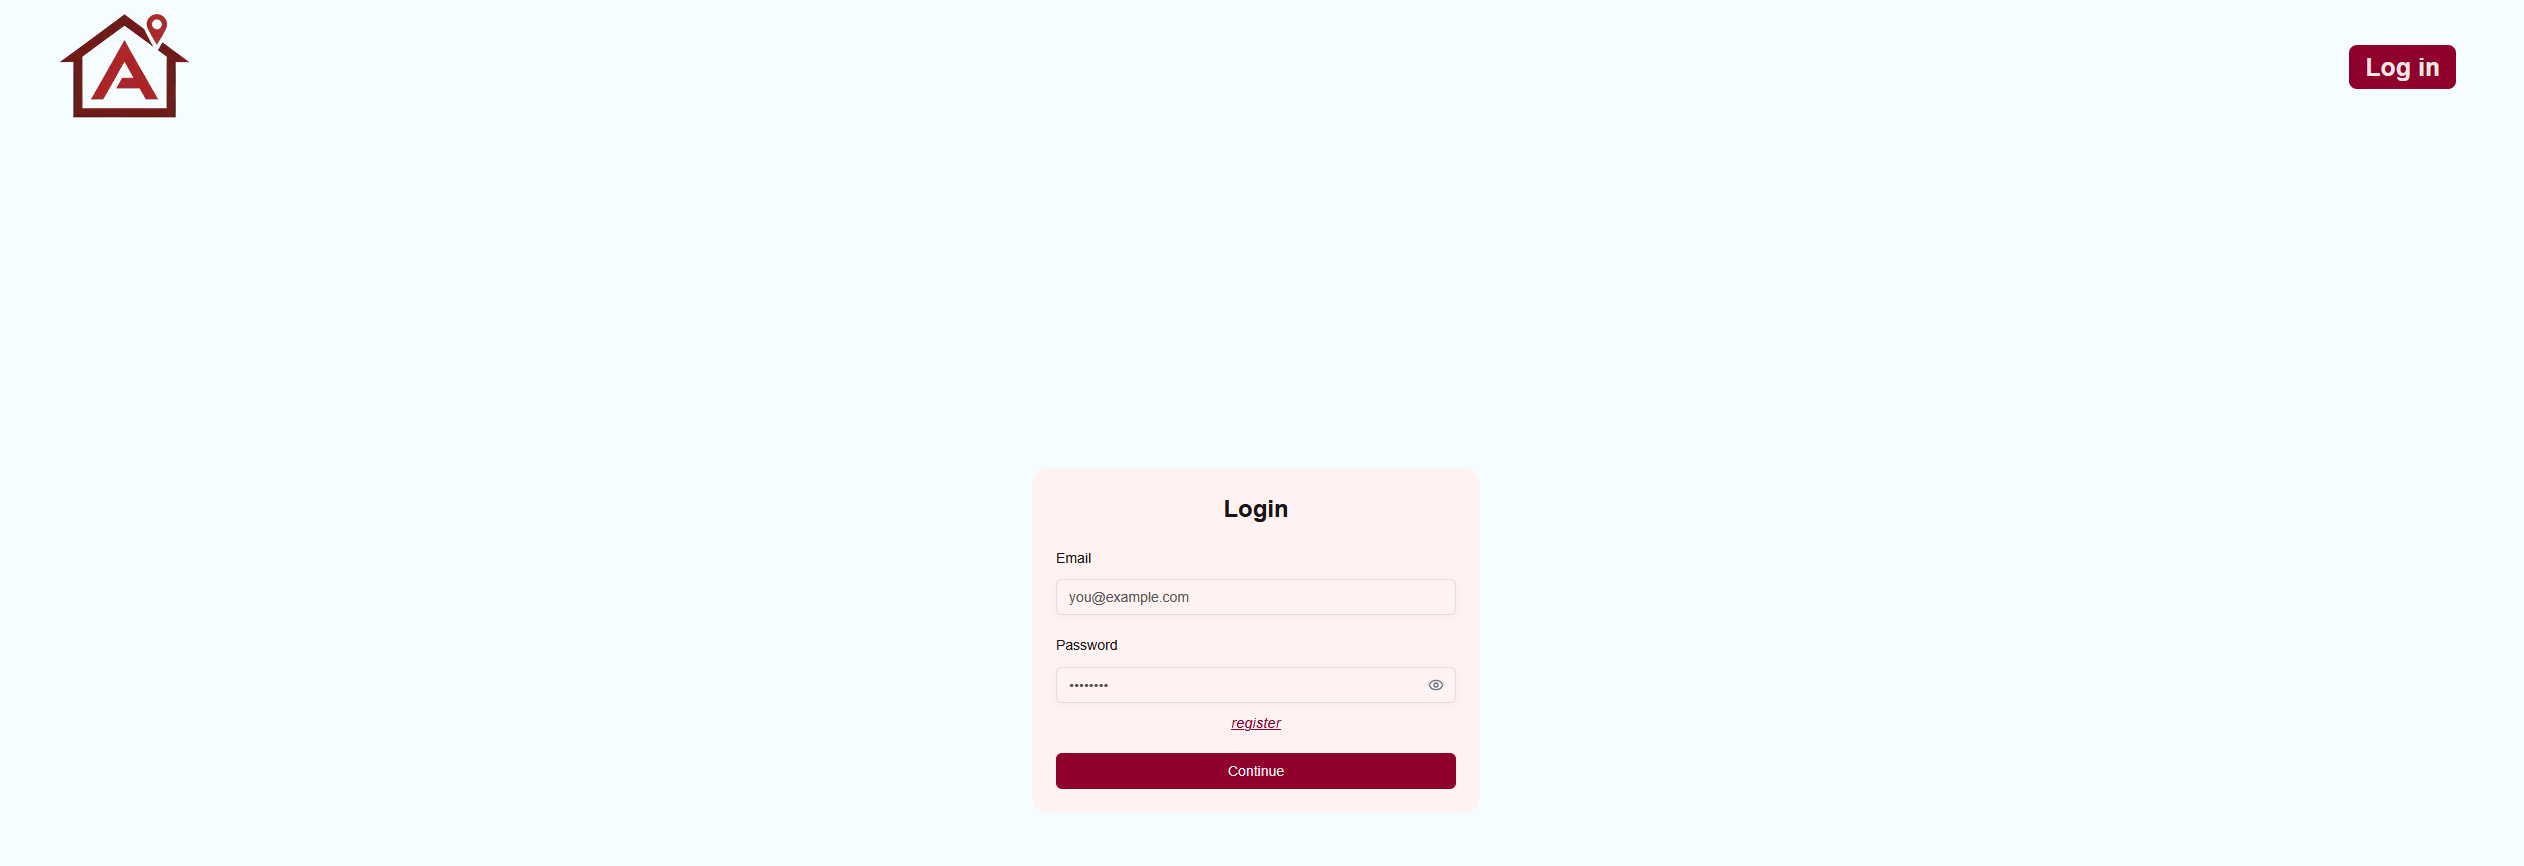 A
Log in
Login
Email
you@example.com
Password
••••••••
register
Continue